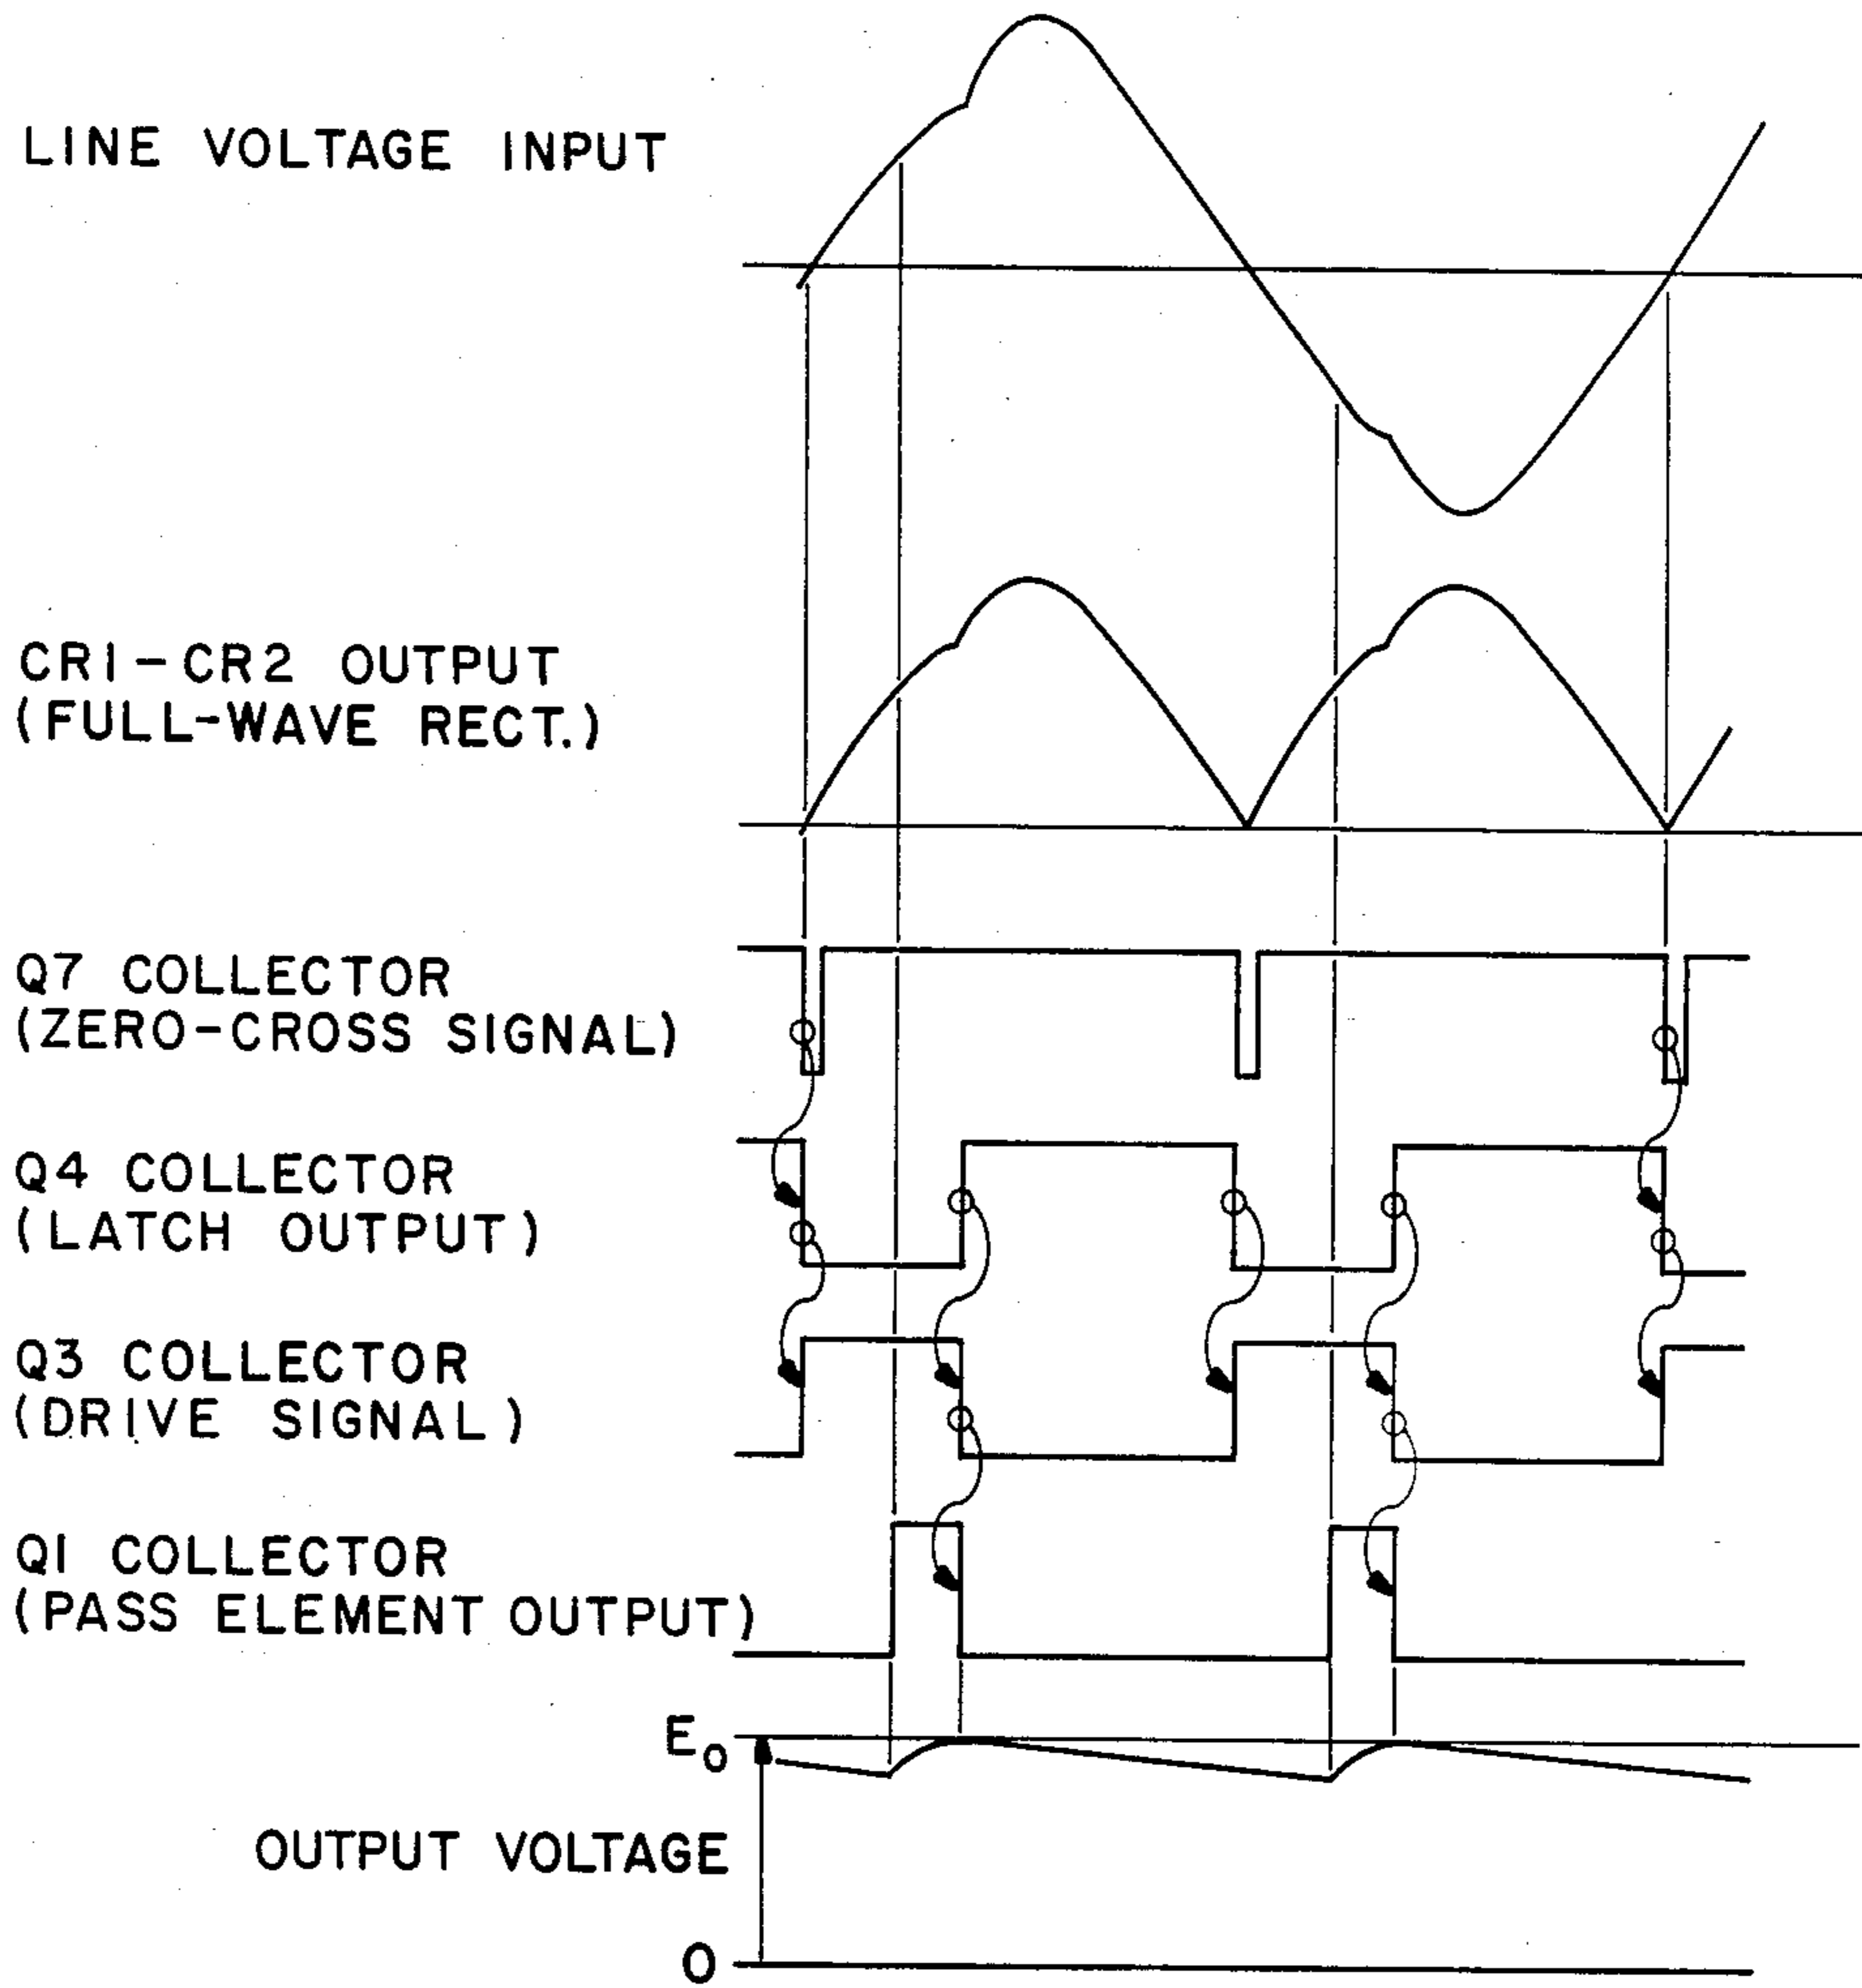 LINE VOLTAGE INPUT
CR1-CR2 OUTPUT
(FULL-WAVE RECT.)
Q7 COLLECTOR
(ZERO-CROSS SIGNAL)
Q4 COLLECTOR
(LATCH OUTPUT)
Q3 COLLECTOR
(DRIVE SIGNAL)
Q1 COLLECTOR
(PASS ELEMENT OUTPUT)
Eo
OUTPUT VOLTAGE
0